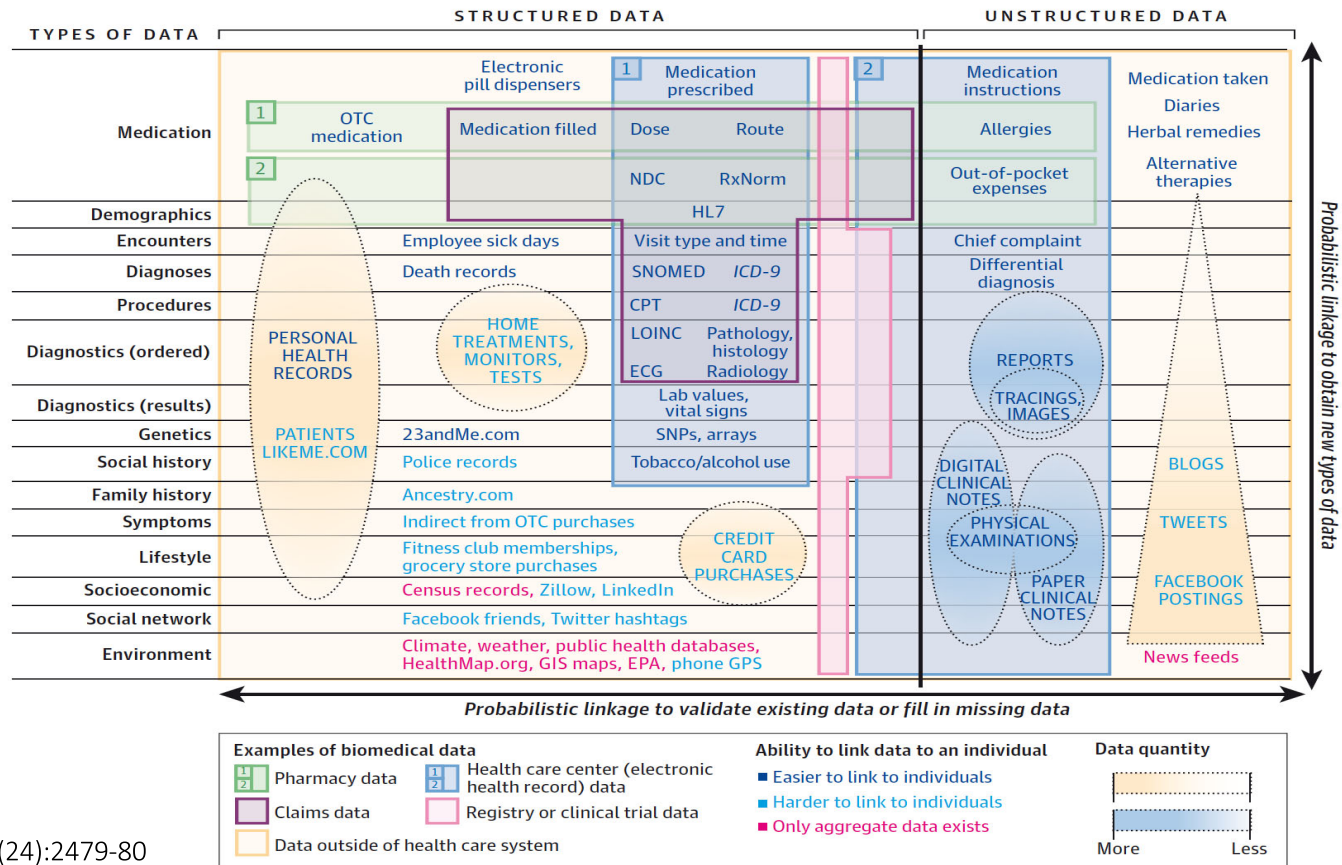 STRUCTURED DATA
UNSTRUCTURED DATA
TYPES OF DATA
Electronic
pill dispensers
1
Medication
prescribed
2
Medication
instructions
Medication taken
Diaries
Herbal remedies
Alternative
therapies
Medication
1
OTC
medication
Medication filled
Dose
Route
Allergies
2
NDC
RxNorm
Out-of-pocket
expenses
Demographics
HL7
Encounters
Employee sick days
Visit type and time
Chief complaint
Diagnoses
Death records
SNOMED
ICD-9
Differential
diagnosis
Procedures
CPT
ICD-9
Diagnostics (ordered)
PERSONAL
HEALTH
RECORDS
HOME
TREATMENTS,
MONITORS,
TESTS
LOINC
Pathology,
histology
ECG
Radiology
REPORTS
Diagnostics (results)
Lab values,
vital signs
TRACINGS,
IMAGES
Genetics
PATIENTS
LIKEME.COM
23andMe.com
SNPs, arrays
Social history
Police records
Tobacco/alcohol use
DIGITAL
CLINICAL
NOTES
BLOGS
Family history
Ancestry.com
Symptoms
Indirect from OTC purchases
PHYSICAL
EXAMINATIONS
TWEETS
Lifestyle
Fitness club memberships,
grocery store purchases
CREDIT
CARD
PURCHASES
Socioeconomic
Census records, Zillow, LinkedIn
PAPER
CLINICAL
NOTES
FACEBOOK
POSTINGS
Social network
Facebook friends, Twitter hashtags
Environment
Climate, weather, public health databases,
HealthMap.org, GIS maps, EPA, phone GPS
News feeds
Probabilistic linkage to obtain new types of data
Probabilistic linkage to validate existing data or fill in missing data
Examples of biomedical data
1
2
Pharmacy data
1
2
Health care center (electronic
health record) data
Claims data
Registry or clinical trial data
Data outside of health care system
Ability to link data to an individual
Easier to link to individuals
Harder to link to individuals
Only aggregate data exists
Data quantity
More
Less
(24):2479-80